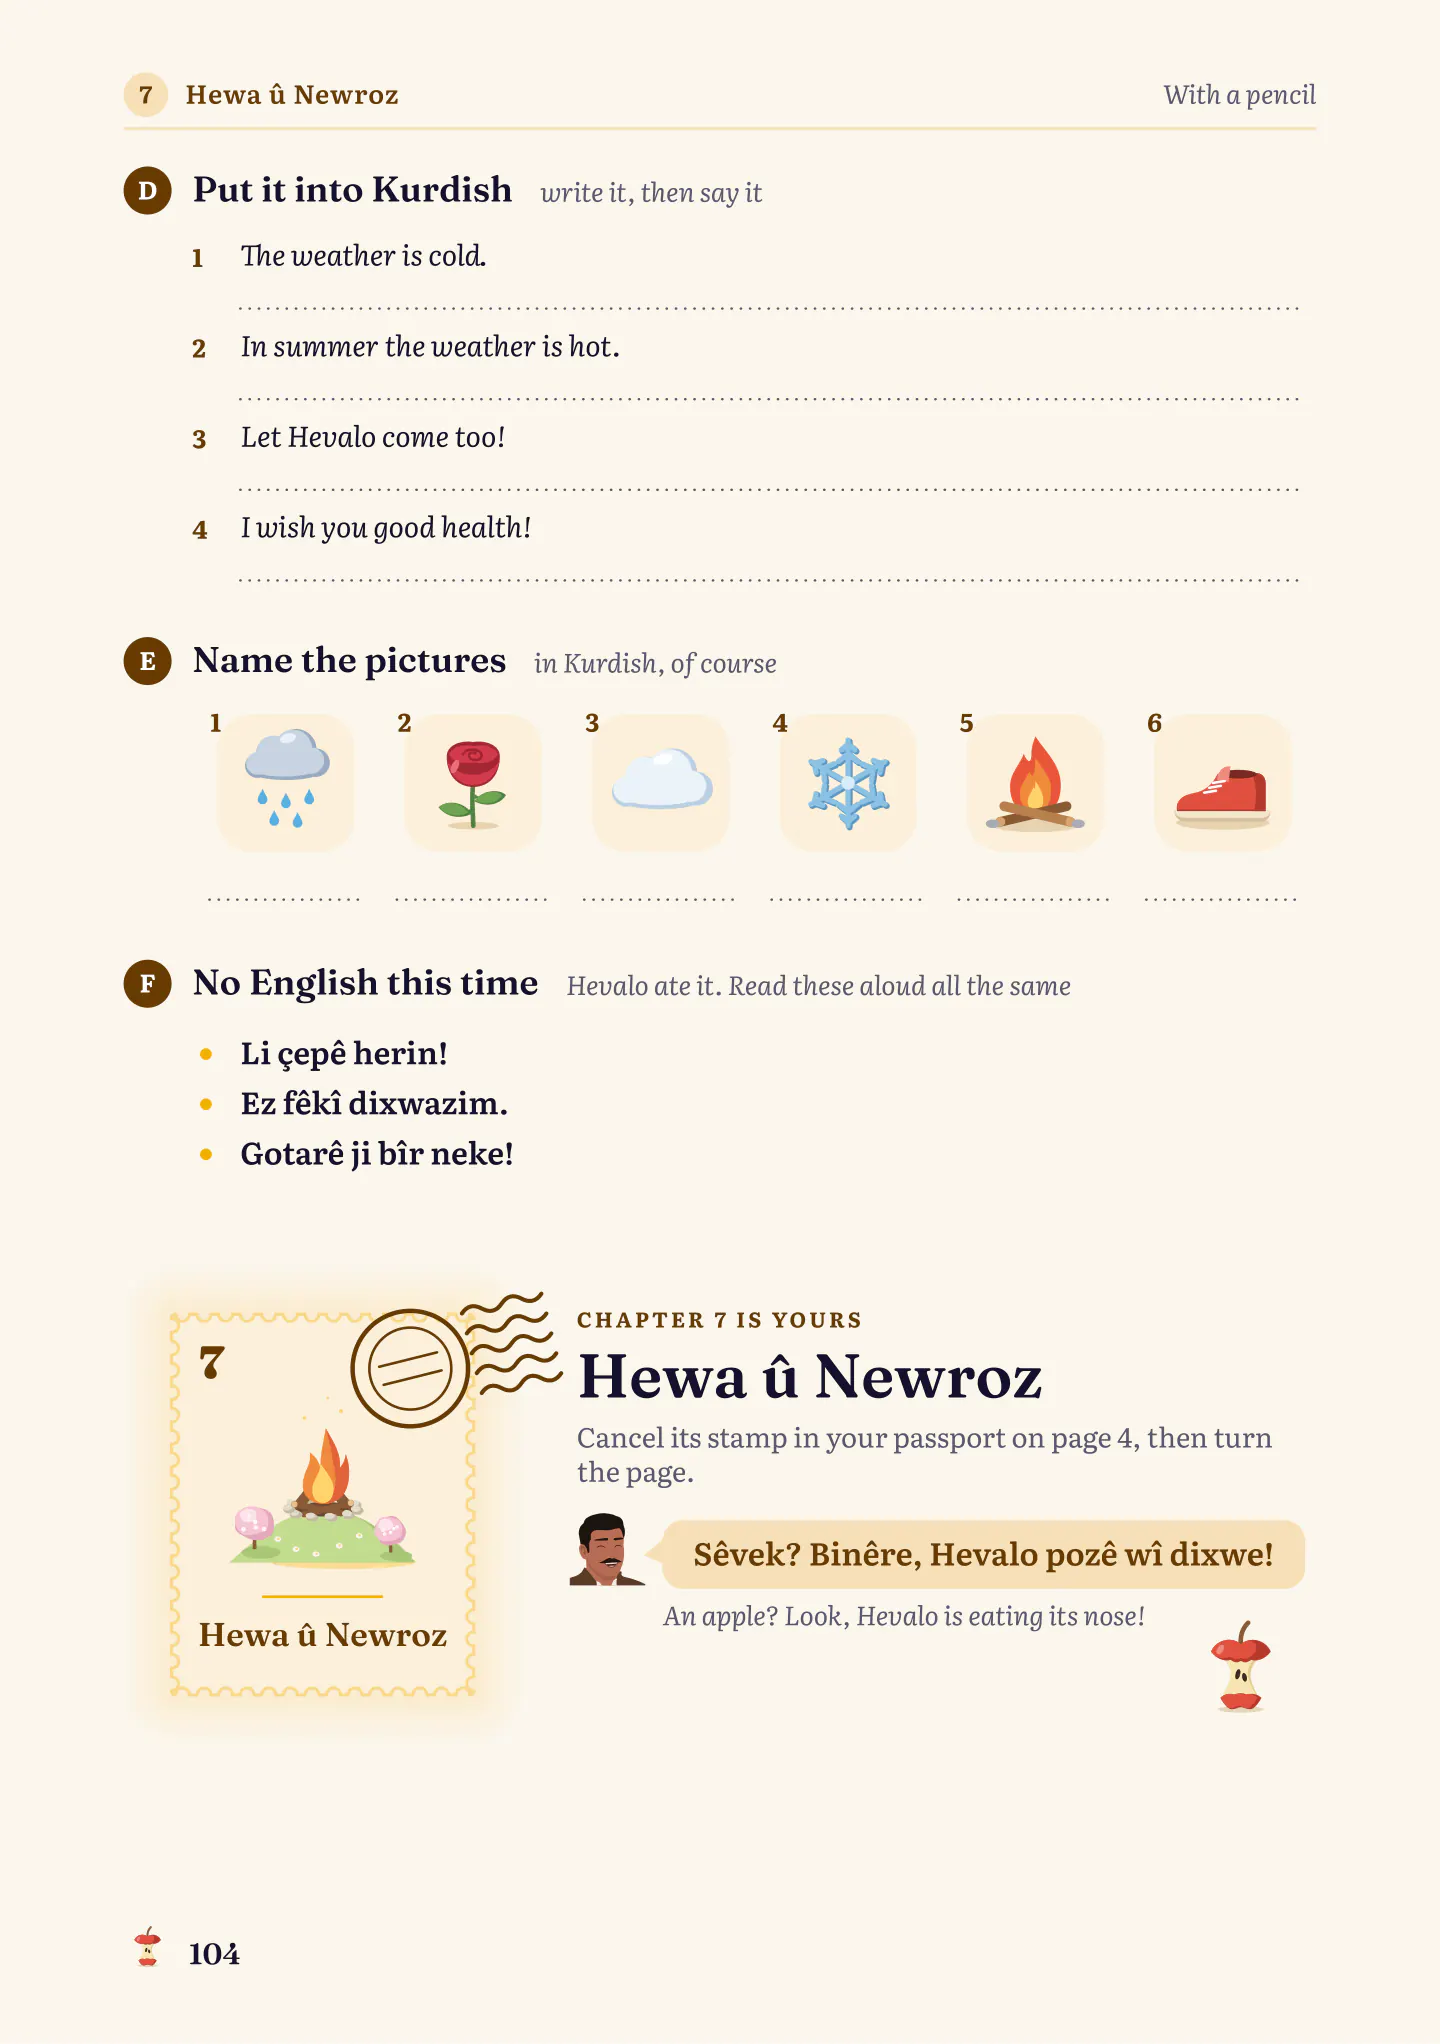 7 Hewa û Newroz With a pencil
D Put it into Kurdish write it, then say it
1 The weather is cold.
2 In summer the weather is hot.
3 Let Hevalo come too!
4 I wish you good health!
E Name the pictures in Kurdish, of course
1 2 3 4 5 6
F No English this time Hevalo ate it. Read these aloud all the same
• Li çepê herin!
• Ez fêkî dixwazim.
• Gotarê ji bîr neke!
7
Hewa û Newroz
CHAPTER 7 IS YOURS
Hewa û Newroz
Cancel its stamp in your passport on page 4, then turn
the page.
Sêvek? Binêre, Hevalo pozê wî dixwe!
An apple? Look, Hevalo is eating its nose!
104